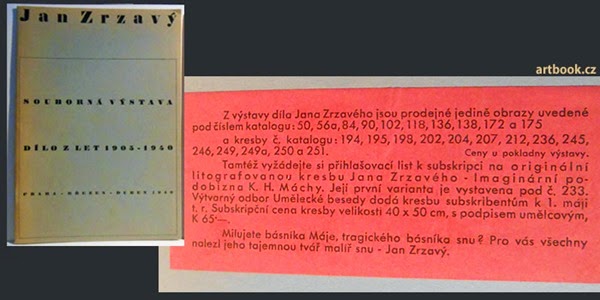 Jan Zrzavý
SOUBORNÁ VÝSTAVA
DÍLO Z LET 1905-1940
PRAHA - BŘEZEN - DUBEN 1940
artbook.cz
Z výstavy díla Jana Zrzavého jsou prodejné jedině obrazy uvedené
pod číslem katalogu: 50, 56a, 84, 90, 102, 118, 136, 138, 172 a 175
a kresby č. katalogu: 194, 195, 198, 202, 204, 207, 212, 236, 245,
246, 249, 249a, 250 a 251. Ceny u pokladny výstavy.
Tamtéž vyžádejte si přihlašovací list k subskripci na originální
litografovanou kresbu Jana Zrzavého - Imaginární po-
dobizna K. H. Máchy. Její první varianta je vystavena pod č. 233.
Výtvarný odbor Umělecké besedy dodá kresbu subskribentům k 1. máji
t. r. Subskripční cena kresby velikosti 40 x 50 cm, s podpisem umělcovým,
K 65·—.
Milujete básníka Máje, tragického básníka snu? Pro vás všechny
nalezl jeho tajemnou tvář malíř snu - Jan Zrzavý.